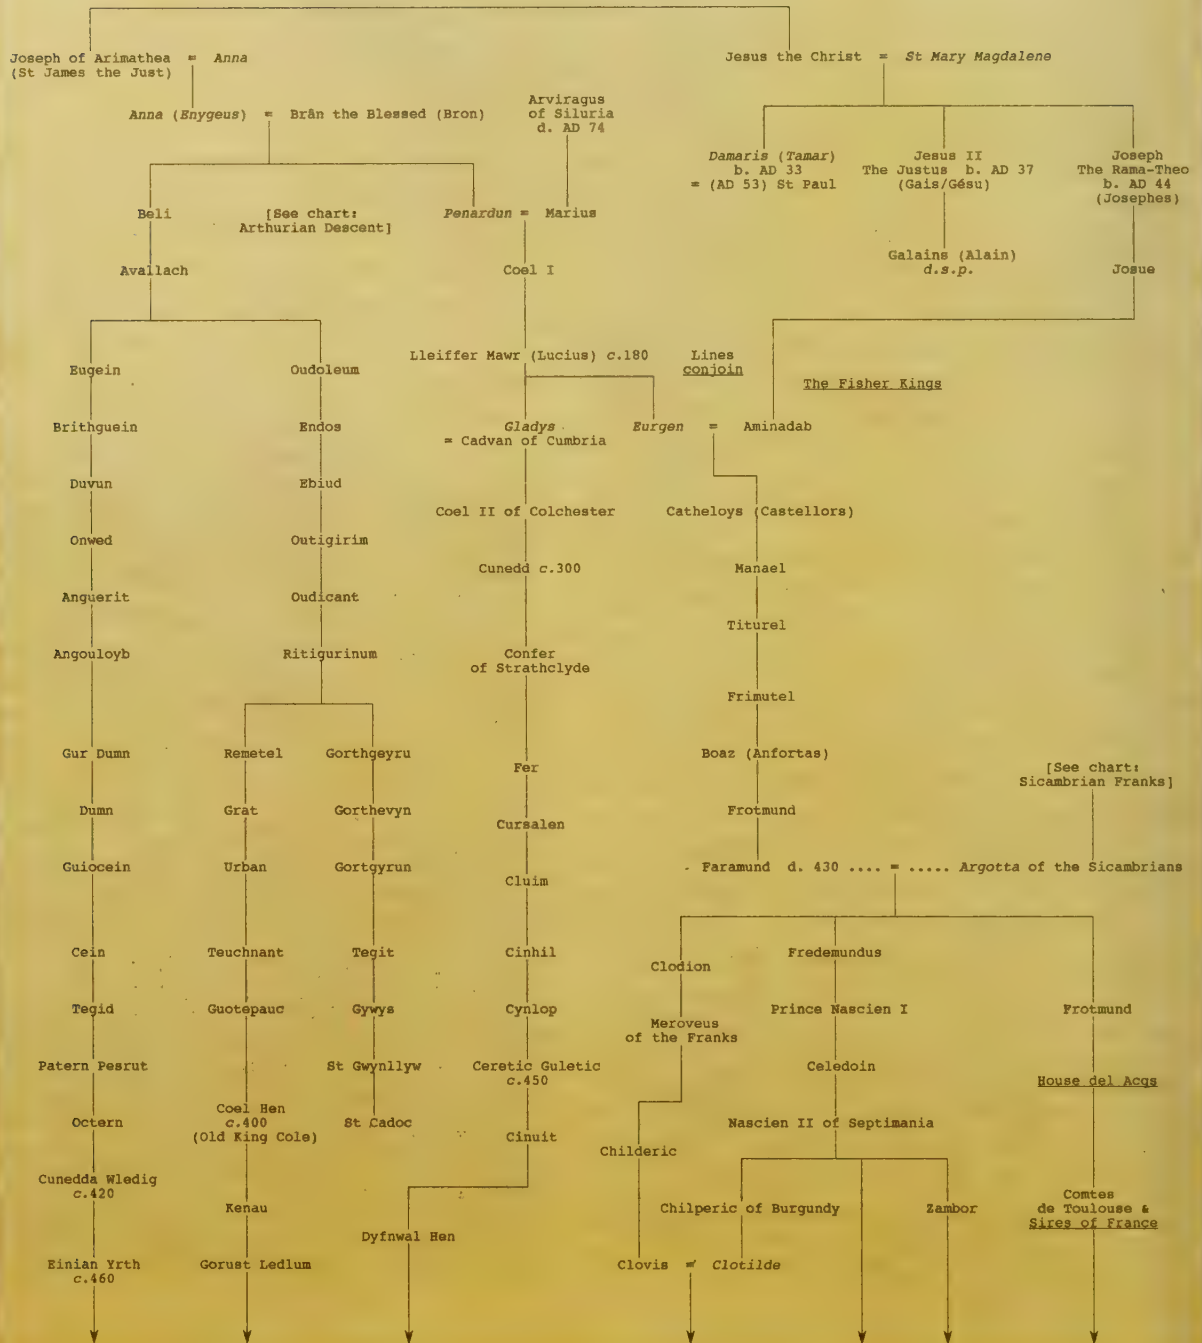 Joseph of Arimathea = Anna
(St James the Just)
Jesus the Christ = St Mary Magdalene
Anna (Enygeus) = Brân the Blessed (Bron)
Arviragus
of Siluria
d. AD 74
Damaris (Tamar)
b. AD 33
= (AD 53) St Paul
Jesus II
The Justus b. AD 37
(Gais/Gésu)
Joseph
The Rama-Theo
b. AD 44
(Josephes)
Beli
[See chart:
Arthurian Descent]
Penardun = Marius
Galains (Alain)
d.s.p.
Avallach
Coel I
Josue
Lleiffer Mawr (Lucius) c.180
Lines
conjoin
The Fisher Kings
Eugein
Oudoleum
Brithguein
Endos
Gladys
= Cadvan of Cumbria
Eurgen = Aminadab
Duvun
Ebiud
Coel II of Colchester
Catheloys (Castellors)
Onwed
Outigirim
Cunedd c.300
Manael
Anguerit
Oudicant
Titurel
Angouloyb
Ritigurinum
Confer
of Strathclyde
Frimutel
Gur Dumn
Remetel
Gorthgeyru
Fer
Boaz (Anfortas)
[See chart:
Sicambrian Franks]
Dumn
Grat
Gorthevyn
Cursalen
Frotmund
Guiocein
Urban
Gortgyrun
Cluim
Faramund d. 430 .... = ..... Argotta of the Sicambrians
Cein
Teuchnant
Tegit
Cinhil
Clodion
Fredemundus
Tegid
Guotepauc
Gywys
Cynlop
Meroveus
of the Franks
Prince Nascien I
Frotmund
Patern Pesrut
St Gwynllyw
Ceretic Guletic
c.450
Celedoin
House del Acqs
Octern
Coel Hen
c.400
(Old King Cole)
St Cadoc
Cinuit
Childeric
Nascien II of Septimania
Cunedda Wledig
c.420
Kenau
Dyfnwal Hen
Chilperic of Burgundy
Zambor
Comtes
de Toulouse &
Sires of France
Einian Yrth
c.460
Gorust Ledlum
Clovis = Clotilde